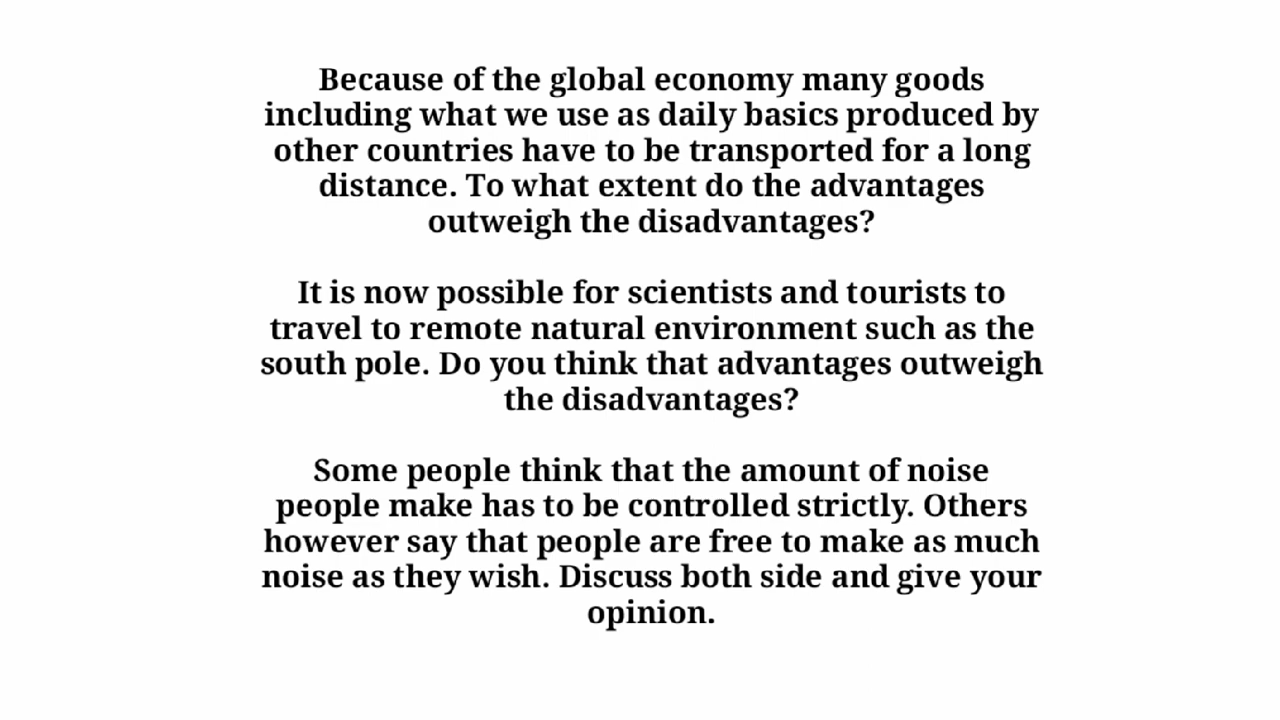 Because of the global economy many goods
including what we use as daily basics produced by
other countries have to be transported for a long
distance. To what extent do the advantages
outweigh the disadvantages?
It is now possible for scientists and tourists to
travel to remote natural environment such as the
south pole. Do you think that advantages outweigh
the disadvantages?
Some people think that the amount of noise
people make has to be controlled strictly. Others
however say that people are free to make as much
noise as they wish. Discuss both side and give your
opinion.